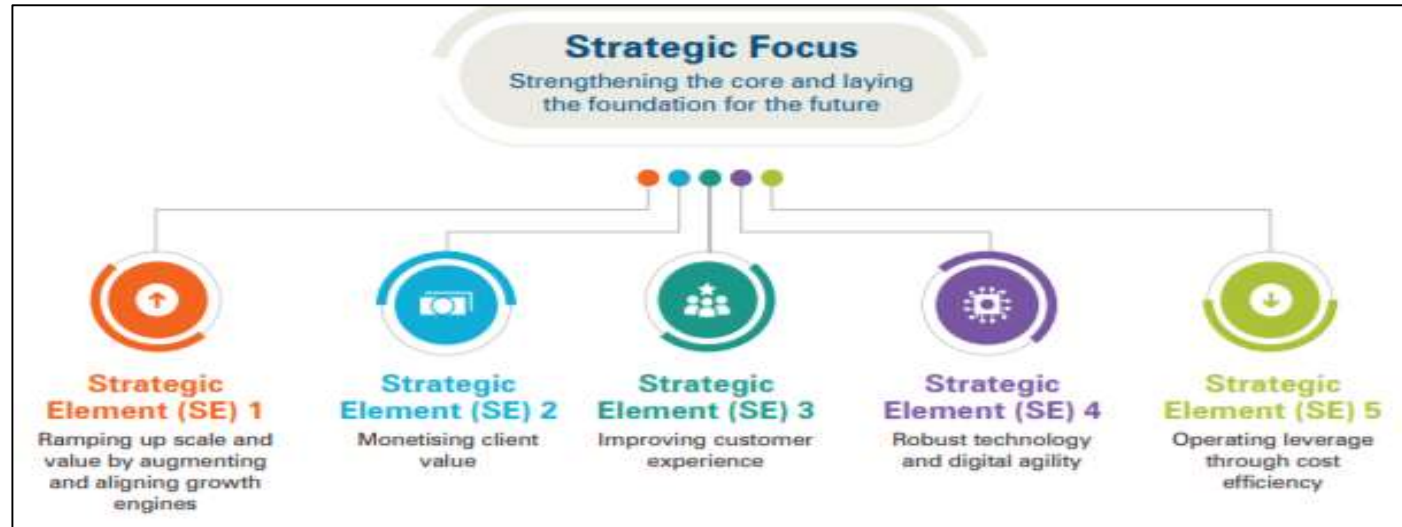 Strategic Focus
Strengthening the core and laying
the foundation for the future
Strategic
Element (SE) 1
Ramping up scale and
value by augmenting
and aligning growth
engines
Strategic
Element (SE) 2
Monetising client
value
Strategic
Element (SE) 3
Improving customer
experience
Strategic
Element (SE) 4
Robust technology
and digital agility
Strategic
Element (SE) 5
Operating leverage
through cost
efficiency